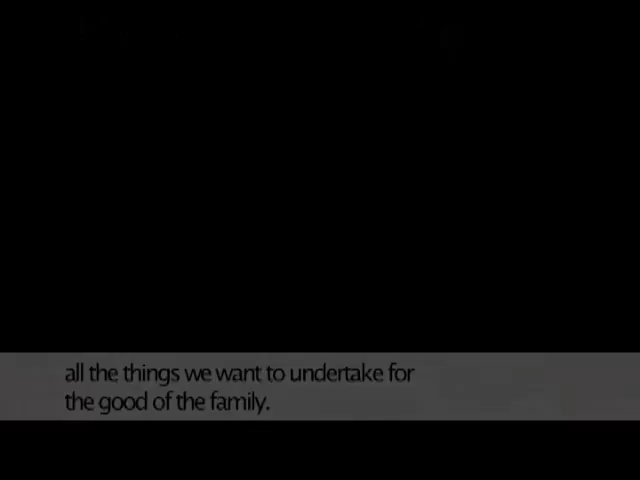 all the things we want to undertake for
the good of the family.